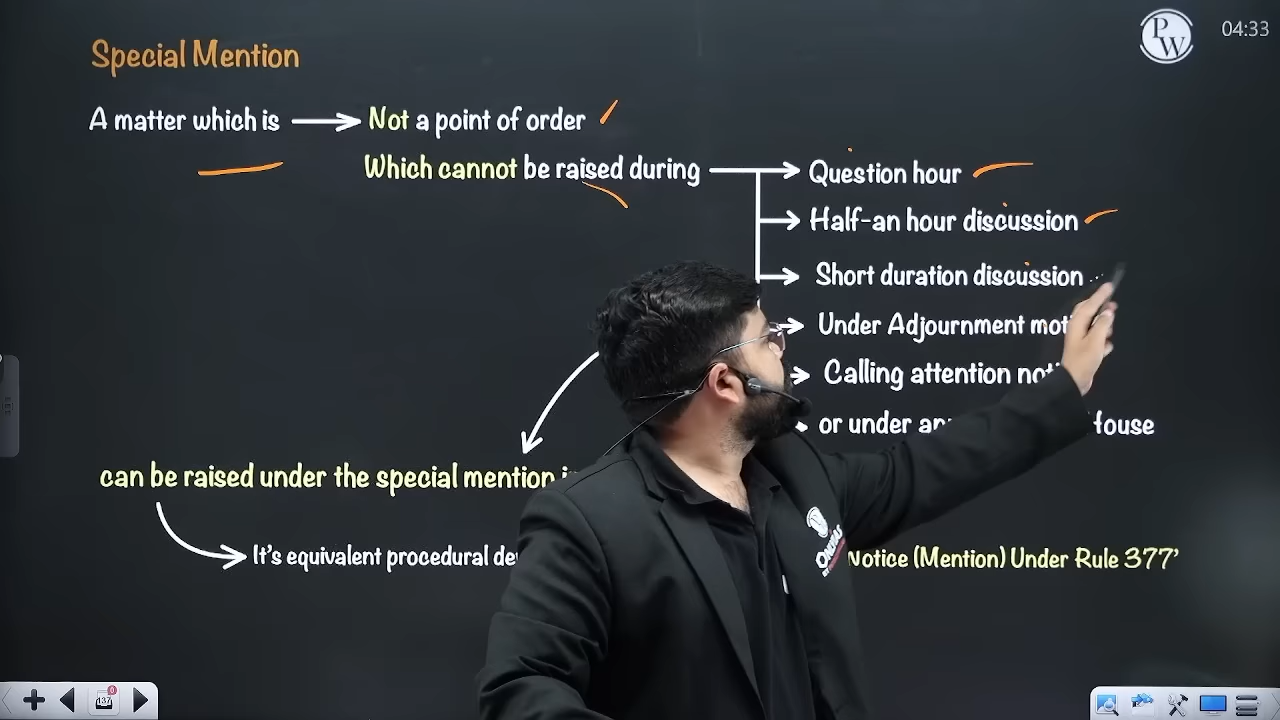 Special Mention
PW
04:33
A matter which is
Not a point of order
Which cannot be raised during
Question hour
Half-an hour discussion
Short duration discussion
Under Adjournment
Calling attention
or under
House
can be raised under the special mention
It's equivalent procedural
Notice (Mention) Under Rule 377'
137